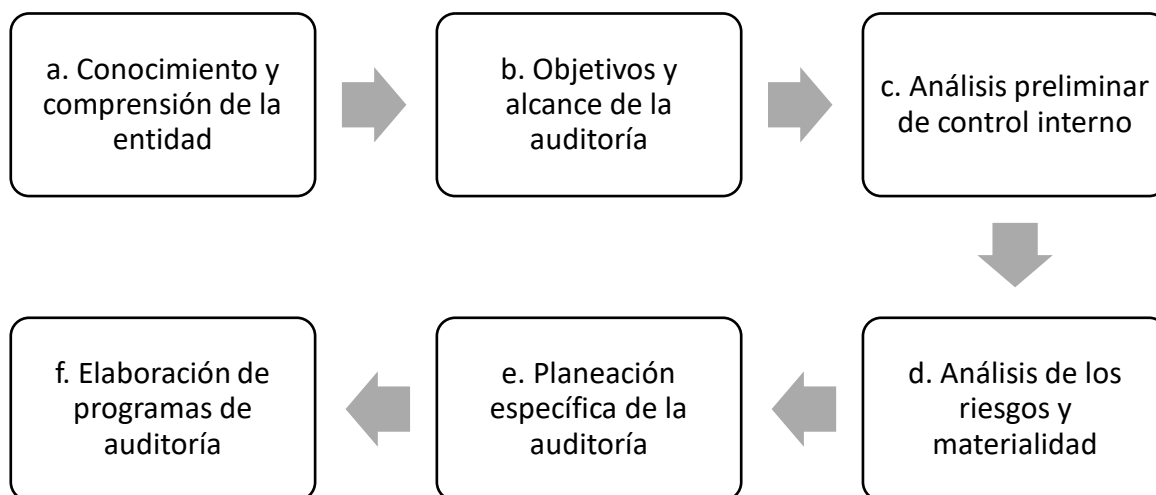 a. Conocimiento y
comprensión de la
entidad
b. Objetivos y
alcance de la
auditoría
c. Análisis preliminar
de control interno
d. Análisis de los
riesgos y
materialidad
e. Planeación
específica de la
auditoría
f. Elaboración de
programas de
auditoría